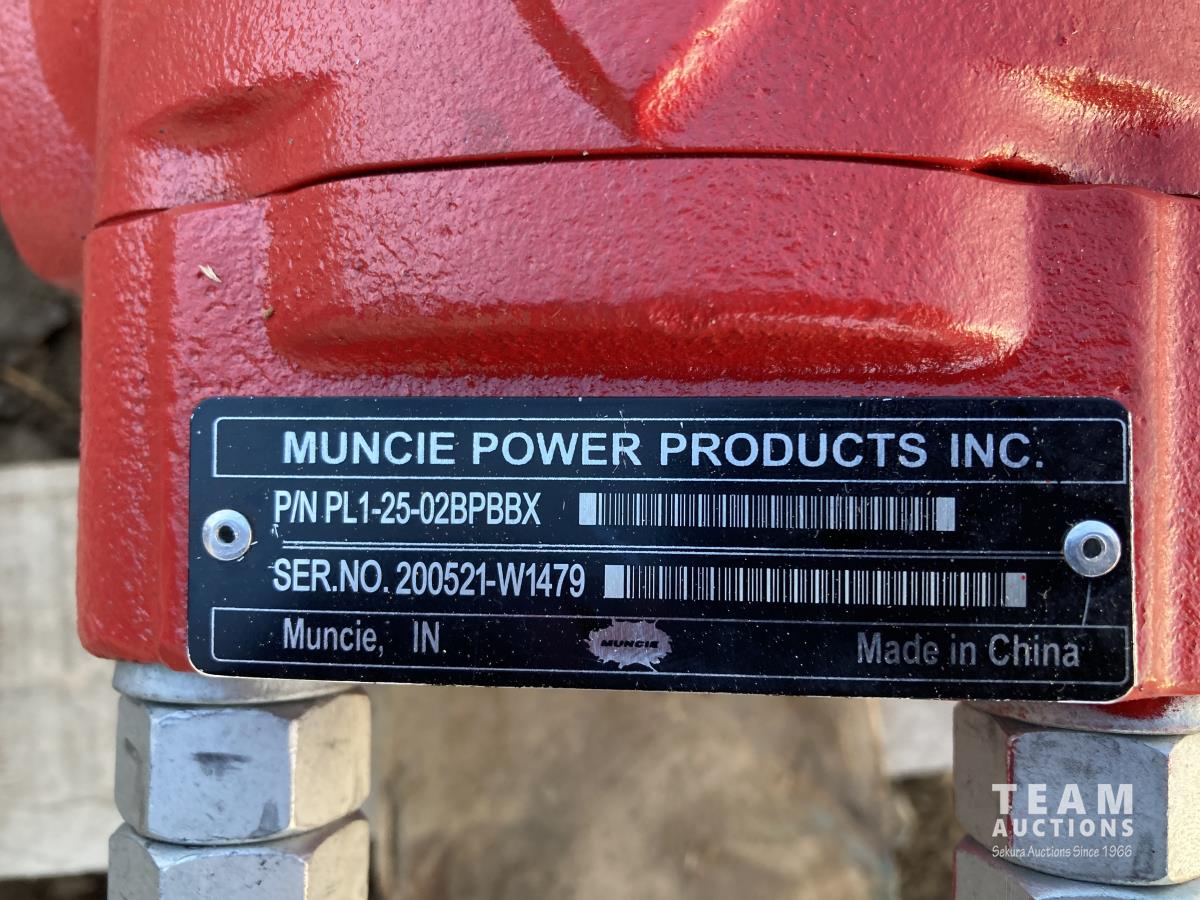 MUNCIE POWER PRODUCTS INC.
P/N PL1-25-02BPBBX
SER.NO. 200521-W1479
Muncie, IN
MUNCIE
Made in China
TEAM
AUCTIONS
Sekura Auctions Since 1966